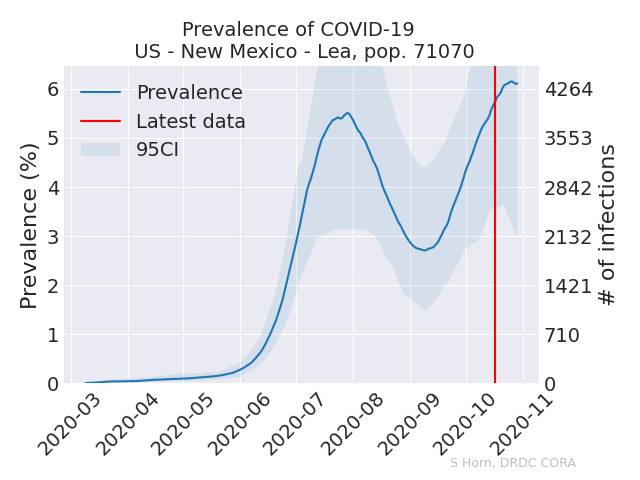 Prevalence of COVID-19
US - New Mexico - Lea, pop. 71070
Prevalence
Latest data
95CI
Prevalence (%)
6
5
4
3
2
1
0
4264
3553
2842
2132
1421
710
0
# of infections
2020-03
2020-04
2020-05
2020-06
2020-07
2020-08
2020-09
2020-10
2020-11
S Horn, DRDC CORA